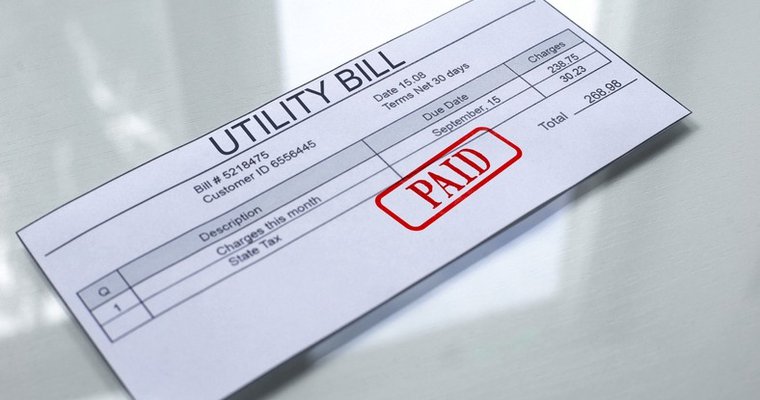 UTILITY BILL
Bill # 5218475
Customer ID 6556445
Date 15.08
Terms Net 30 days
Q Description Due Date Charges
1 Charges this month September, 15 238.75
State Tax 30.23
PAID
Total 268.98